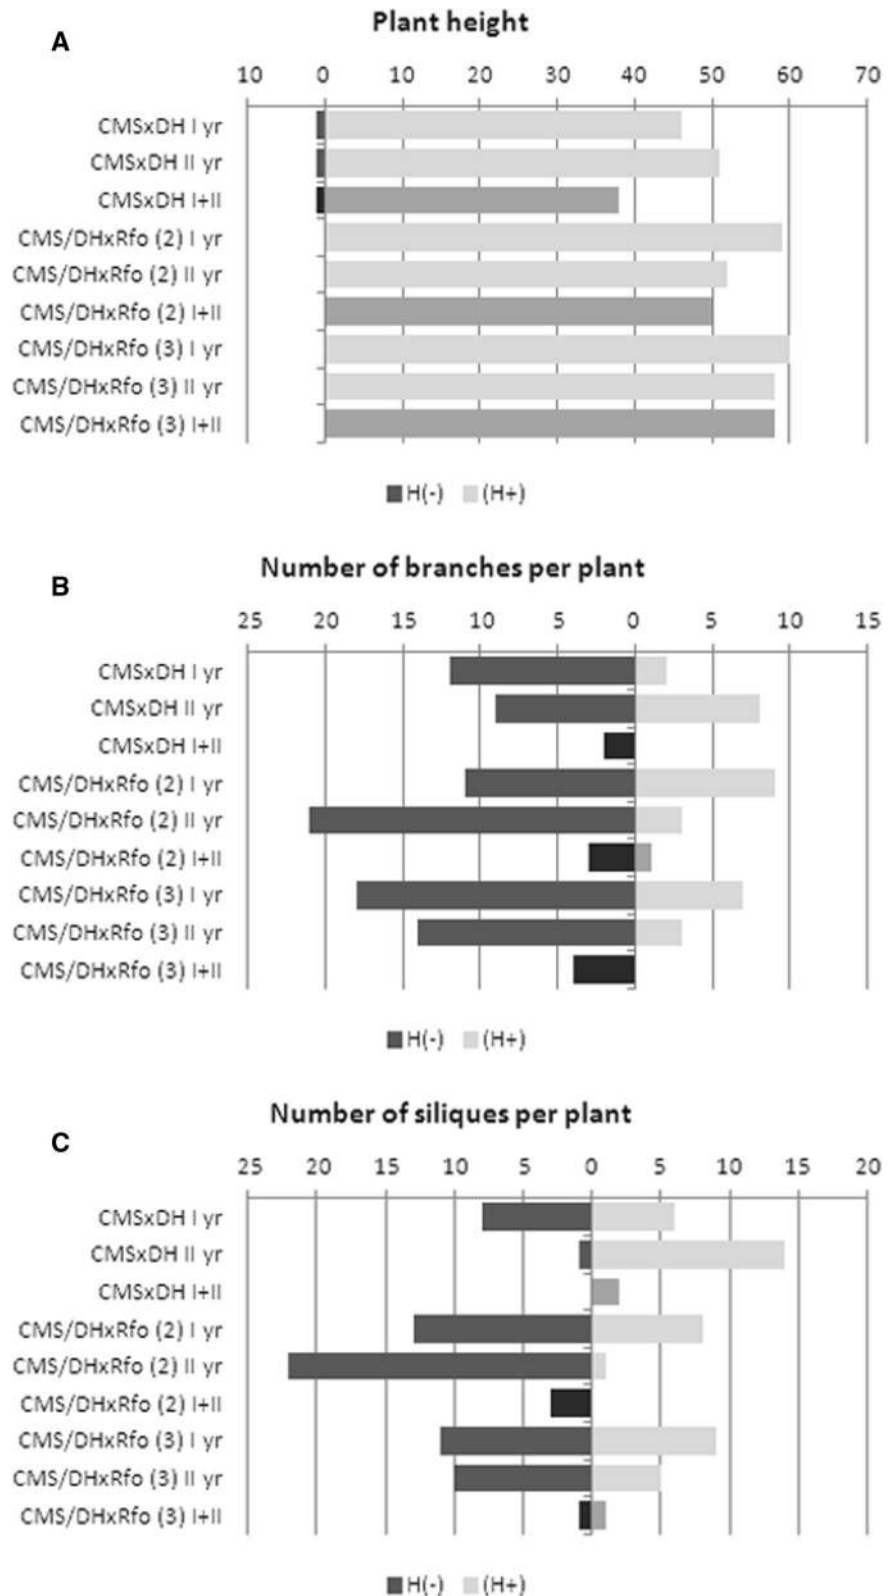 A
Plant height
10 0 10 20 30 40 50 60 70
CMSxDH I yr
CMSxDH II yr
CMSxDH I+II
CMS/DHxRfo (2) I yr
CMS/DHxRfo (2) II yr
CMS/DHxRfo (2) I+II
CMS/DHxRfo (3) I yr
CMS/DHxRfo (3) II yr
CMS/DHxRfo (3) I+II
H(-) (H+)
B
Number of branches per plant
25 20 15 10 5 0 5 10 15
CMSxDH I yr
CMSxDH II yr
CMSxDH I+II
CMS/DHxRfo (2) I yr
CMS/DHxRfo (2) II yr
CMS/DHxRfo (2) I+II
CMS/DHxRfo (3) I yr
CMS/DHxRfo (3) II yr
CMS/DHxRfo (3) I+II
H(-) (H+)
C
Number of siliques per plant
25 20 15 10 5 0 5 10 15 20
CMSxDH I yr
CMSxDH II yr
CMSxDH I+II
CMS/DHxRfo (2) I yr
CMS/DHxRfo (2) II yr
CMS/DHxRfo (2) I+II
CMS/DHxRfo (3) I yr
CMS/DHxRfo (3) II yr
CMS/DHxRfo (3) I+II
H(-) (H+)